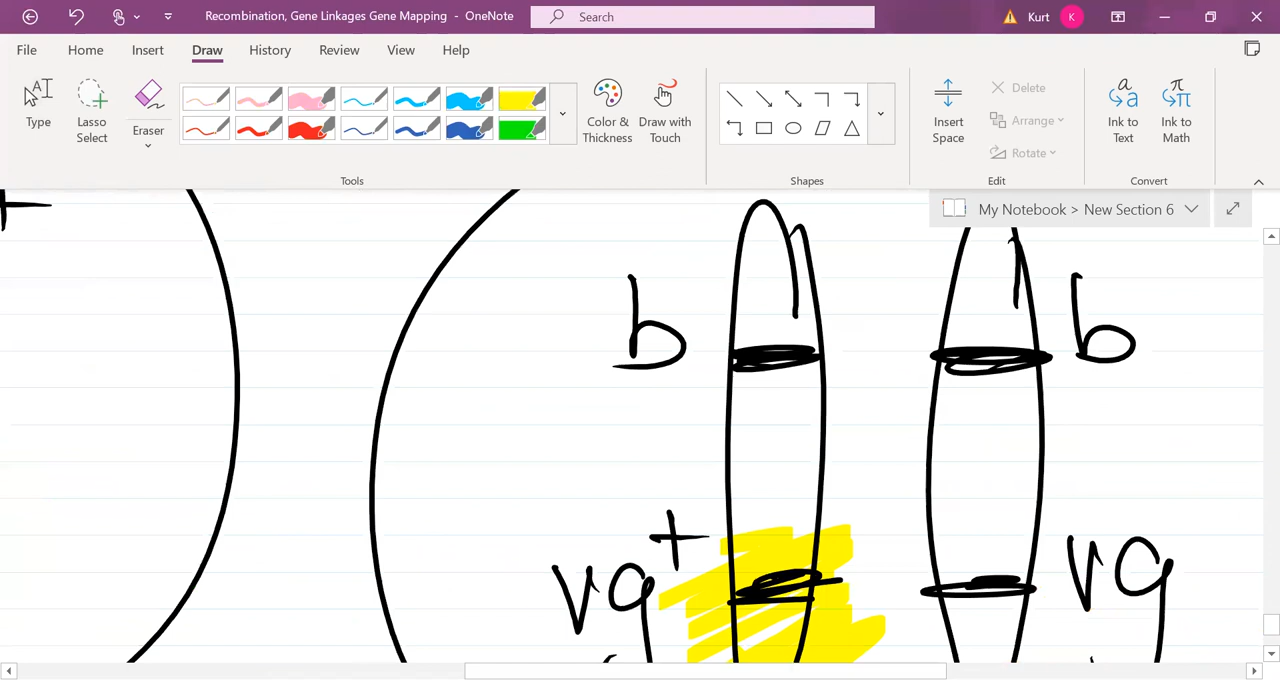 Recombination, Gene Linkages Gene Mapping - OneNote
Search
Kurt
K
File Home Insert Draw History Review View Help
Type
Lasso Select
Eraser
Color & Thickness
Draw with Touch
Insert Space
Delete
Arrange
Rotate
Ink to Text
Ink to Math
Tools
Shapes
Edit
Convert
My Notebook > New Section 6
+
b
b
vg+
vg